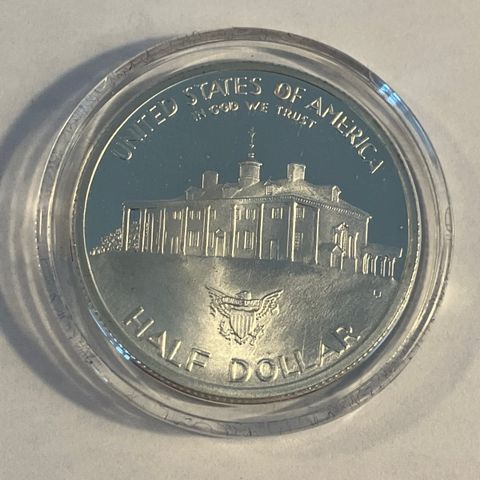 UNITED STATES OF AMERICA
IN GOD WE TRUST
HALF DOLLAR